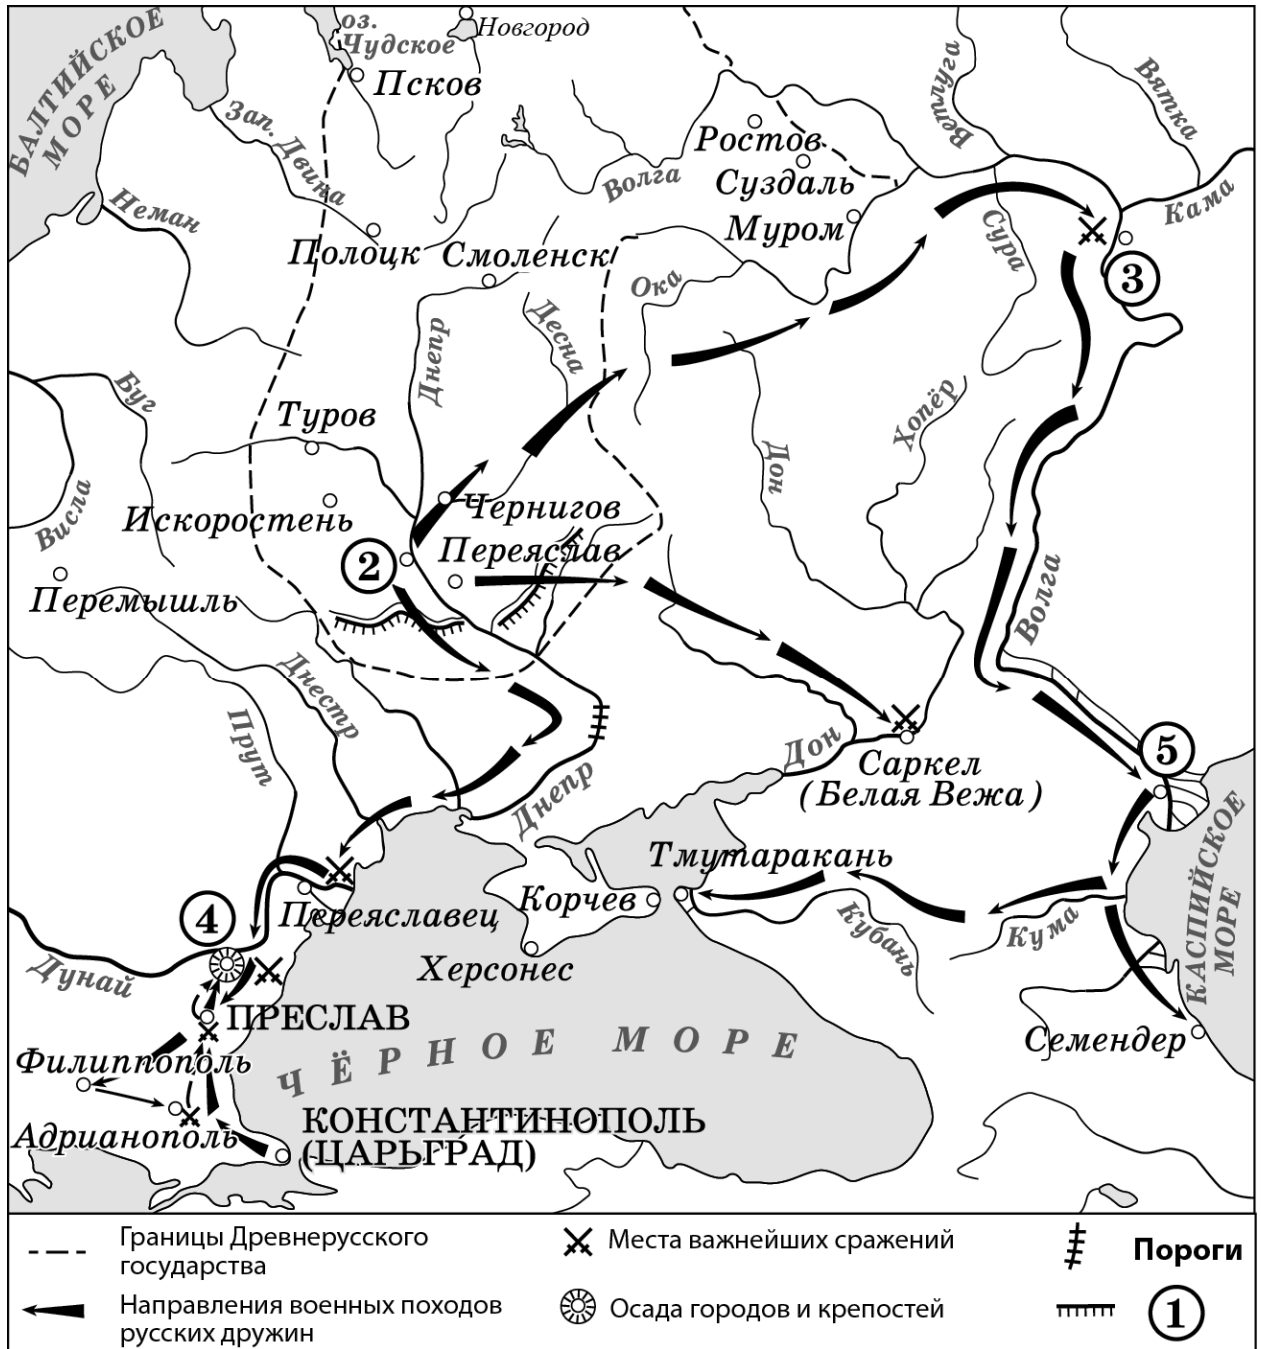 БАЛТИЙСКОЕ
МОРЕ
оз.
Чудское
Новгород
Псков
Зап. Двина
Неман
Полоцк
Смоленск
Волга
Ростов
Суздаль
Муром
Ветлуга
Вятка
Кама
Сура
3
Ока
Десна
Днепр
Буг
Туров
Висла
Искоростень
Чернигов
Переяслав
2
Перемышль
Дон
Хопёр
Волга
Днестр
Прут
Днепр
Дон
Саркел
(Белая Вежа)
5
Тмутаракань
Корчев
Херсонес
Кубань
Кума
КАСПИЙСКОЕ
МОРЕ
Семендер
4
Переяславец
Дунай
ПРЕСЛАВ
Филиппополь
Адрианополь
ЧЁРНОЕ МОРЕ
КОНСТАНТИНОПОЛЬ
(ЦАРЬГРАД)
Границы Древнерусского
государства
Направления военных походов
русских дружин
Места важнейших сражений
Осада городов и крепостей
Пороги
1